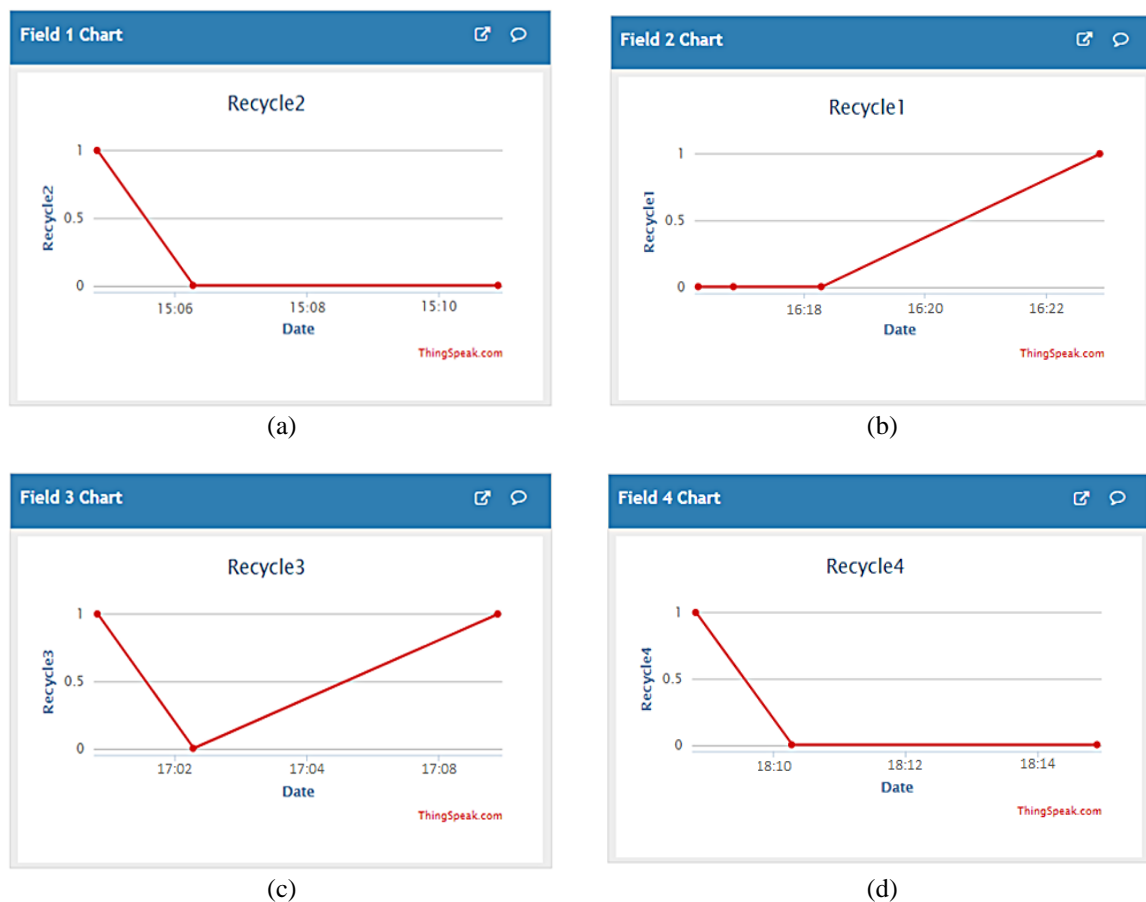 Field 1 Chart
Recycle2
1
0.5
0
Recycle2
15:06 15:08 15:10
Date
ThingSpeak.com
(a)
Field 2 Chart
Recycle1
1
0.5
0
Recycle1
16:18 16:20 16:22
Date
ThingSpeak.com
(b)
Field 3 Chart
Recycle3
1
0.5
0
Recycle3
17:02 17:04 17:08
Date
ThingSpeak.com
(c)
Field 4 Chart
Recycle4
1
0.5
0
Recycle4
18:10 18:12 18:14
Date
ThingSpeak.com
(d)